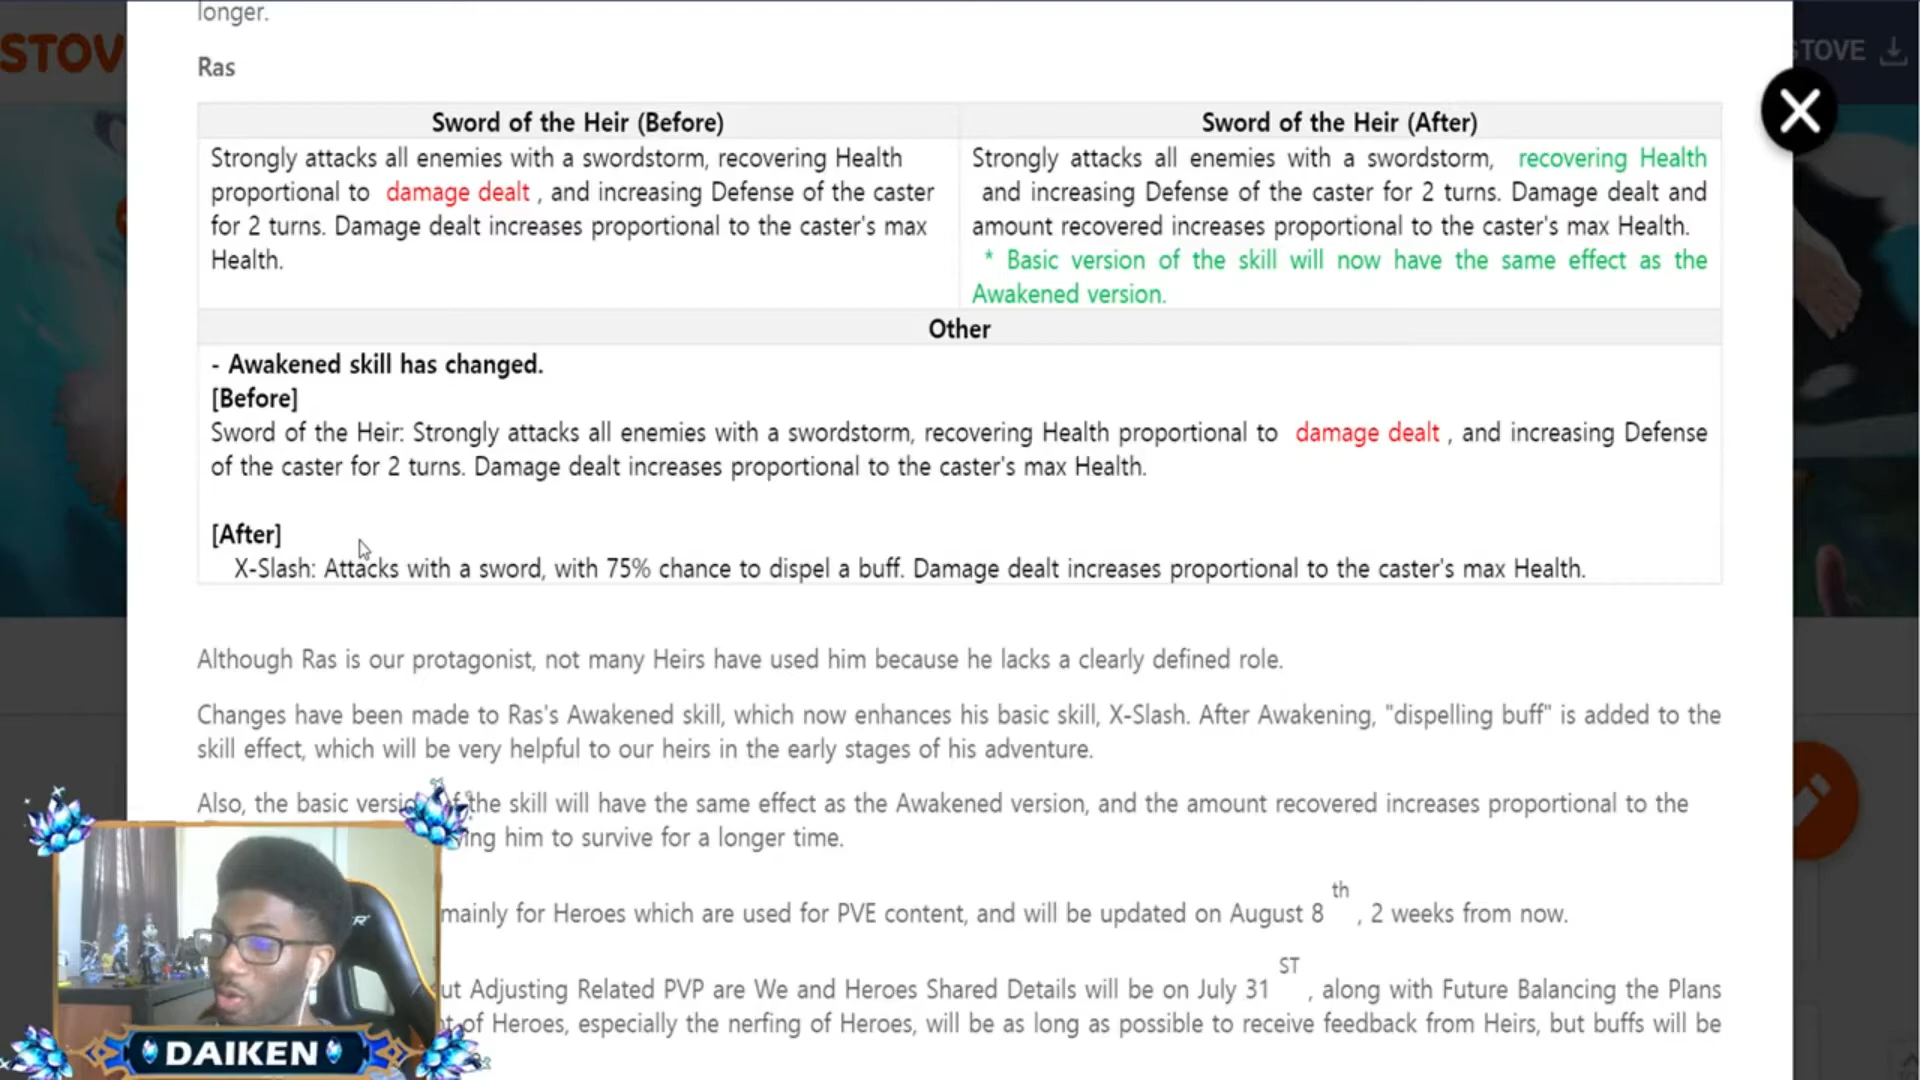 longer.
STOV
STOVE
Ras
Sword of the Heir (Before)
Sword of the Heir (After)
Strongly attacks all enemies with a swordstorm, recovering Health
proportional to damage dealt , and increasing Defense of the caster
for 2 turns. Damage dealt increases proportional to the caster's max
Health.
Strongly attacks all enemies with a swordstorm, recovering Health
and increasing Defense of the caster for 2 turns. Damage dealt and
amount recovered increases proportional to the caster's max Health.
* Basic version of the skill will now have the same effect as the
Awakened version.
Other
- Awakened skill has changed.
[Before]
Sword of the Heir: Strongly attacks all enemies with a swordstorm, recovering Health proportional to damage dealt , and increasing Defense
of the caster for 2 turns. Damage dealt increases proportional to the caster's max Health.
[After]
X-Slash: Attacks with a sword, with 75% chance to dispel a buff. Damage dealt increases proportional to the caster's max Health.
Although Ras is our protagonist, not many Heirs have used him because he lacks a clearly defined role.
Changes have been made to Ras's Awakened skill, which now enhances his basic skill, X-Slash. After Awakening, "dispelling buff" is added to the
skill effect, which will be very helpful to our heirs in the early stages of his adventure.
Also, the basic versi of the skill will have the same effect as the Awakened version, and the amount recovered increases proportional to the
ing him to survive for a longer time.
mainly for Heroes which are used for PVE content, and will be updated on August 8th , 2 weeks from now.
ut Adjusting Related PVP are We and Heroes Shared Details will be on July 31ST , along with Future Balancing the Plans
of Heroes, especially the nerfing of Heroes, will be as long as possible to receive feedback from Heirs, but buffs will be
DAIKEN